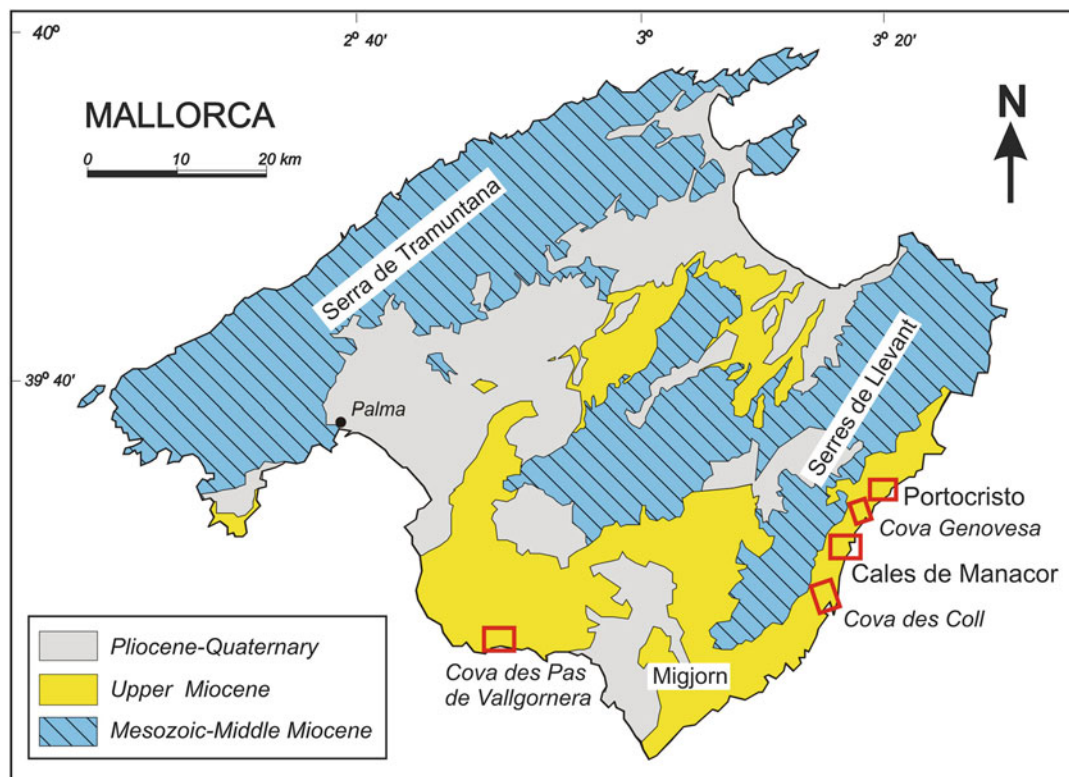 40º
2º 40'
3º
3º 20'
MALLORCA
0 10 20 km
N
Serra de Tramuntana
39º 40'
Palma
Serres de Llevant
Portocristo
Cova Genovesa
Cales de Manacor
Cova des Coll
Cova des Pas
de Vallgornera
Migjorn
Pliocene-Quaternary
Upper Miocene
Mesozoic-Middle Miocene